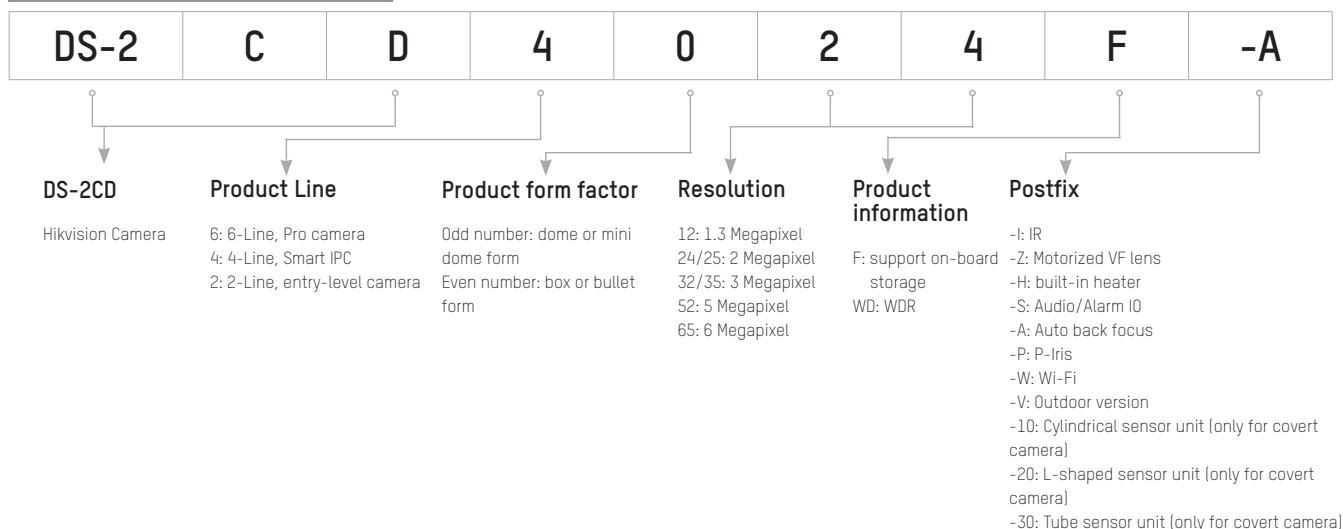 DS-2 C D 4 0 2 4 F -A
DS-2CD
Hikvision Camera
Product Line
6: 6-Line, Pro camera
4: 4-Line, Smart IPC
2: 2-Line, entry-level camera
Product form factor
Odd number: dome or mini
dome form
Even number: box or bullet
form
Resolution
12: 1.3 Megapixel
24/25: 2 Megapixel
32/35: 3 Megapixel
52: 5 Megapixel
65: 6 Megapixel
Product
information
F: support on-board
storage
WD: WDR
Postfix
-I: IR
-Z: Motorized VF lens
-H: built-in heater
-S: Audio/Alarm IO
-A: Auto back focus
-P: P-Iris
-W: Wi-Fi
-V: Outdoor version
-10: Cylindrical sensor unit (only for covert
camera)
-20: L-shaped sensor unit (only for covert
camera)
-30: Tube sensor unit (only for covert camera)